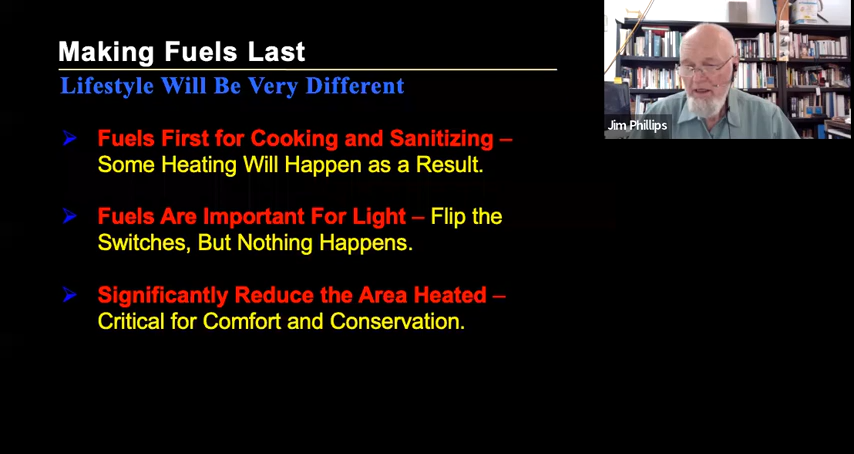 Making Fuels Last
Lifestyle Will Be Very Different
Fuels First for Cooking and Sanitizing –
Some Heating Will Happen as a Result.
Fuels Are Important For Light – Flip the
Switches, But Nothing Happens.
Significantly Reduce the Area Heated –
Critical for Comfort and Conservation.
Jim Phillips